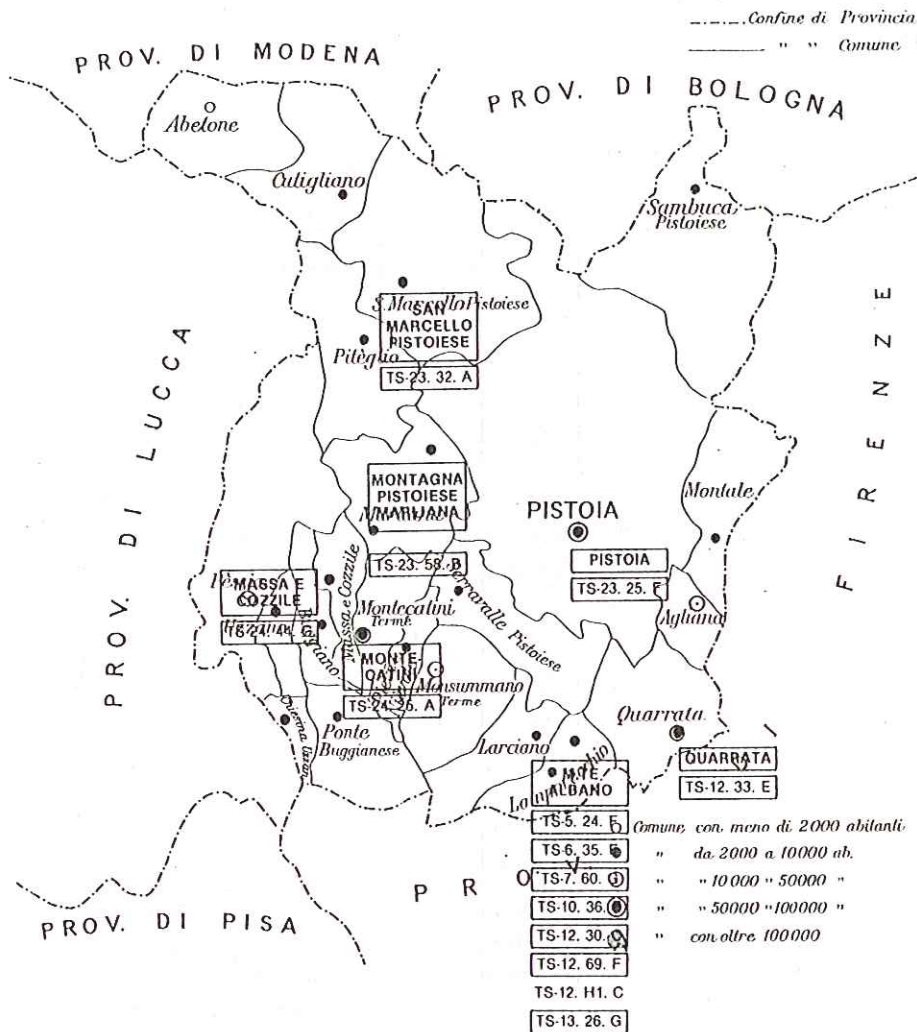 Confine di Provincia
" " Comune
PROV. DI MODENA
PROV. DI BOLOGNA
Abetone
Cutigliano
Sambuca
Pistoiese
S. Marcello Pistoiese
SAN
MARCELLO
PISTOIESE
Pitèglio
TS-23. 32. A
PROV. DI LUCCA
FIRENZE
MONTAGNA
PISTOIESE
MARLIANA
TS-23. 58. B
PISTOIA
PISTOIA
TS-23. 25. F
Montale
Agliana
MASSA E
COZZILE
Massa e Cozzile
Buggiano
Serravalle Pistoiese
Montecatini
Terme
MONTE-
CATINI
TS-24. 25. A
Monsummano
Terme
Ponte
Buggianese
Larciano
Quarrata
QUARRATA
TS-12. 33. E
M.TE
ALBANO
TS-5. 24. F
TS-6. 35. E
TS-7. 60. G
TS-10. 36.
TS-12. 30.
TS-12. 69. F
TS-12. H1. C
TS-13. 26. G
Comune con meno di 2000 abitanti
" da 2000 a 10000 ab.
" " 10000 " 50000 "
" " 50000 " 100000 "
" con oltre 100000
PRO
PROV. DI PISA